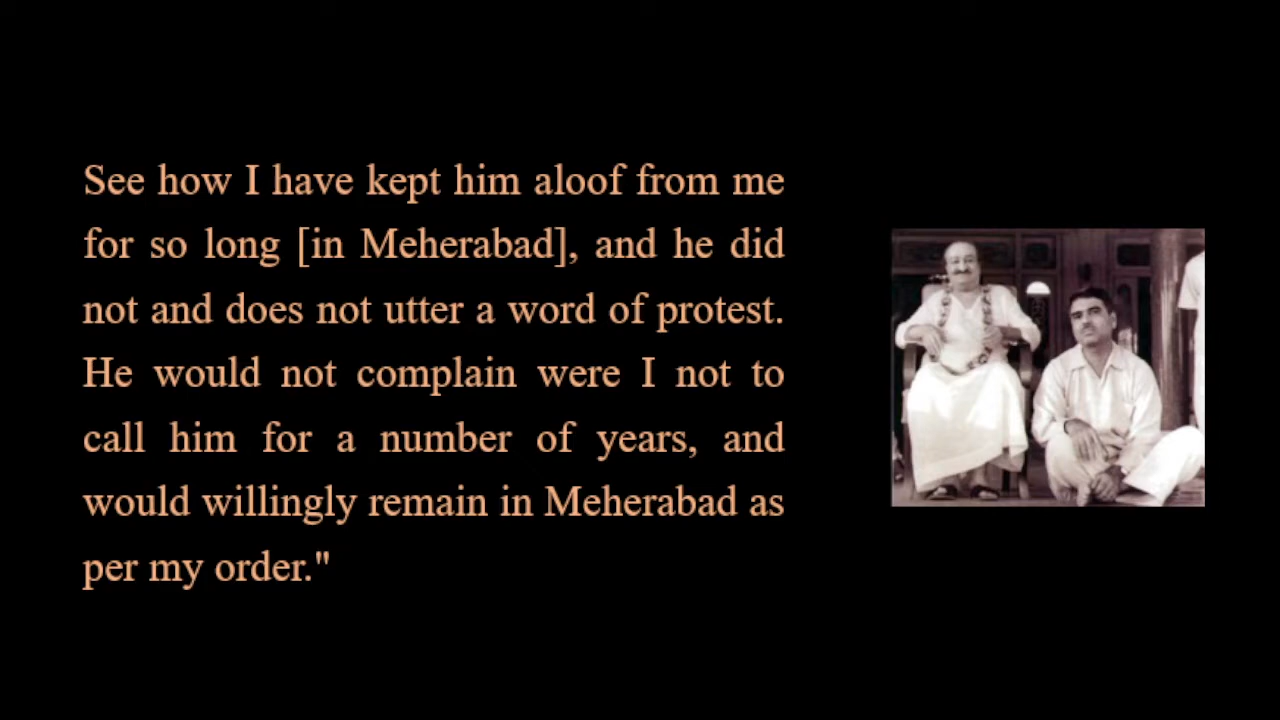 See how I have kept him aloof from me
for so long [in Meherabad], and he did
not and does not utter a word of protest.
He would not complain were I not to
call him for a number of years, and
would willingly remain in Meherabad as
per my order."